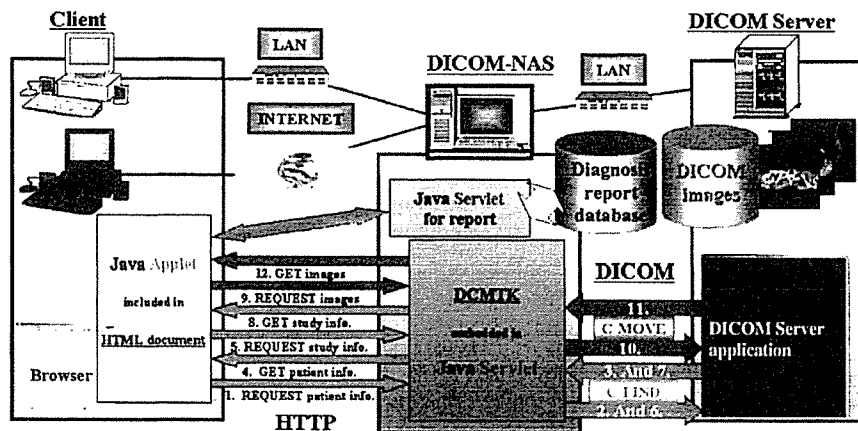 Client
LAN
DICOM-NAS
LAN
DICOM Server
INTERNET
Diagnosis
report
database
DICOM
Images
Java Servlet
for report
Java Applet
included in
HTML document
Browser
12. GET images
9. REQUEST images
8. GET study info.
5. REQUEST study info.
4. GET patient info.
1. REQUEST patient info.
HTTP
DCMTK
embedded in
Java Servlet
DICOM
11.
C MOVE
10.
3. And 7.
C FIND
2. And 6.
DICOM Server
application